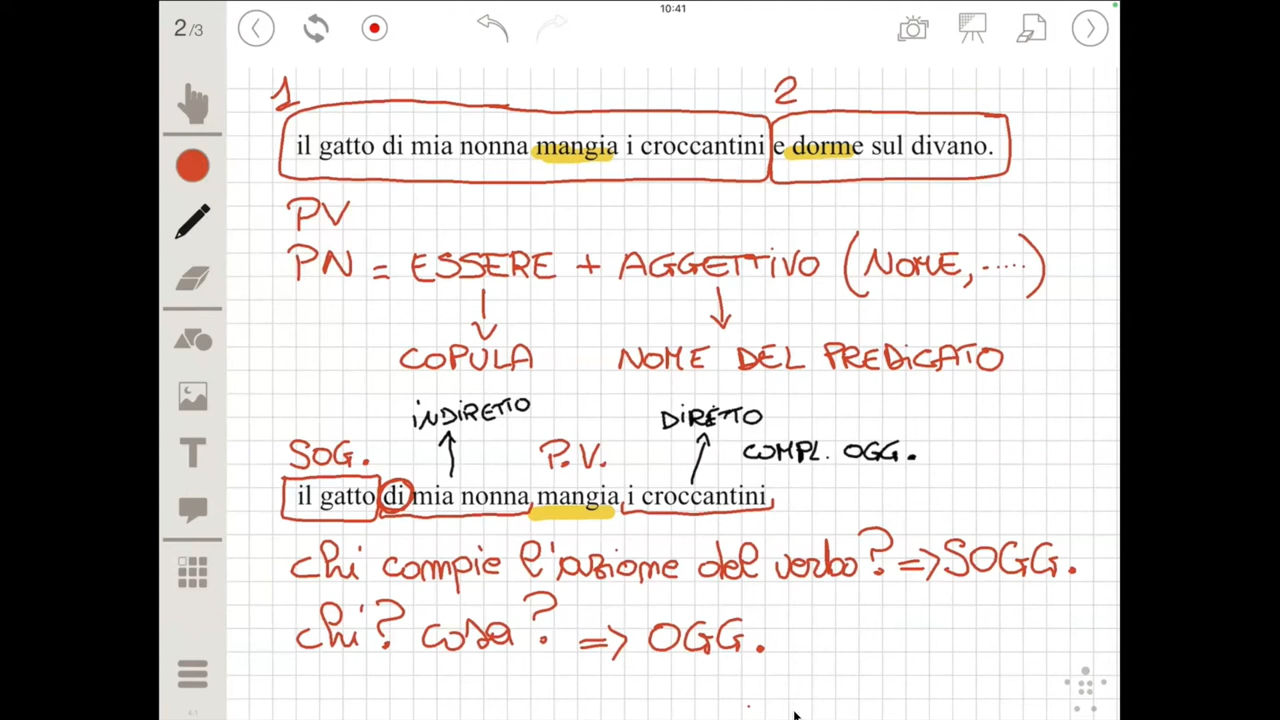 10:41
2/3
1 2
il gatto di mia nonna mangia i croccantini e dorme sul divano.
PV
PN = ESSERE + AGGETTIVO (NOME, .....)
COPULA NOME DEL PREDICATO
INDIRETTO DIRETTO
SOG. P.V. COMPL. OGG.
il gatto di mia nonna mangia i croccantini
chi compie l'azione del verbo? => SOGG.
chi? cosa? => OGG.
T
4.1